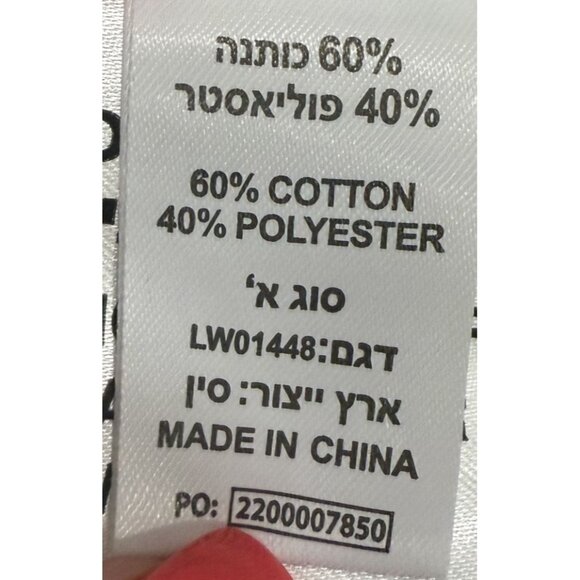 60% כותנה
40% פוליאסטר
60% COTTON
40% POLYESTER
סוג א'
דגם: LW01448
ארץ ייצור: סין
MADE IN CHINA
PO: 2200007850